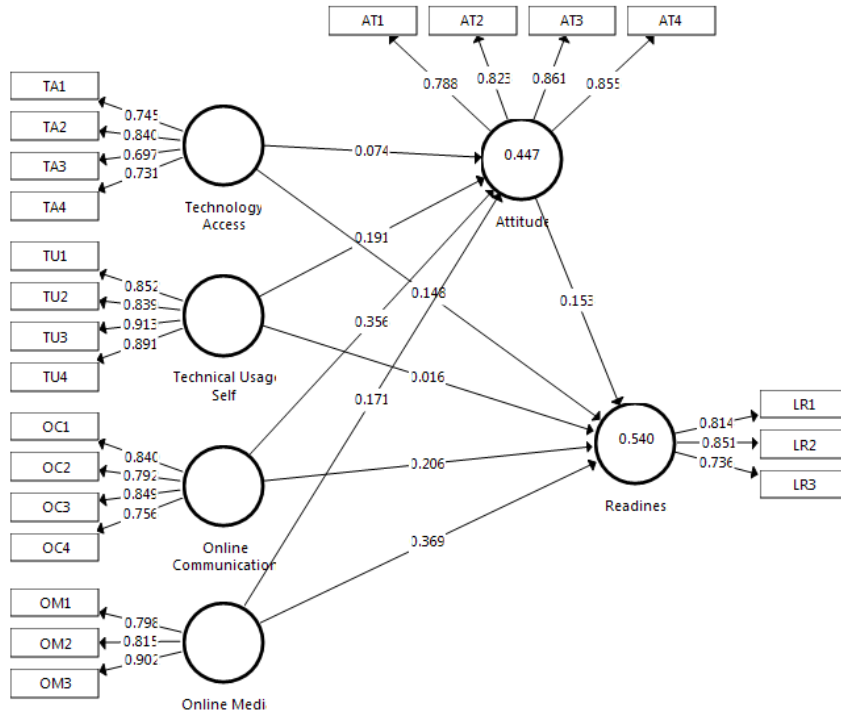 AT1
AT2
AT3
AT4
0.788
0.823
0.861
0.855
TA1
TA2
TA3
TA4
0.745
0.840
0.697
0.731
Technology
Access
0.074
0.447
Attitude
TU1
TU2
TU3
TU4
0.852
0.839
0.913
0.891
Technical Usage
Self
0.191
0.148
0.356
0.153
0.171
0.016
OC1
OC2
OC3
OC4
0.840
0.792
0.849
0.756
Online
Communication
0.206
0.369
0.540
Readines
0.814
0.851
0.736
LR1
LR2
LR3
OM1
OM2
OM3
0.798
0.815
0.902
Online Medi